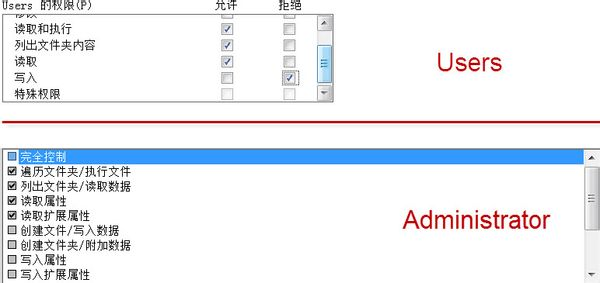 Users 的权限(P) 允许 拒绝
修改
读取和执行
列出文件夹内容
读取
写入
特殊权限
Users
完全控制
遍历文件夹/执行文件
列出文件夹/读取数据
读取属性
读取扩展属性
创建文件/写入数据
创建文件夹/附加数据
写入属性
写入扩展属性
Administrator